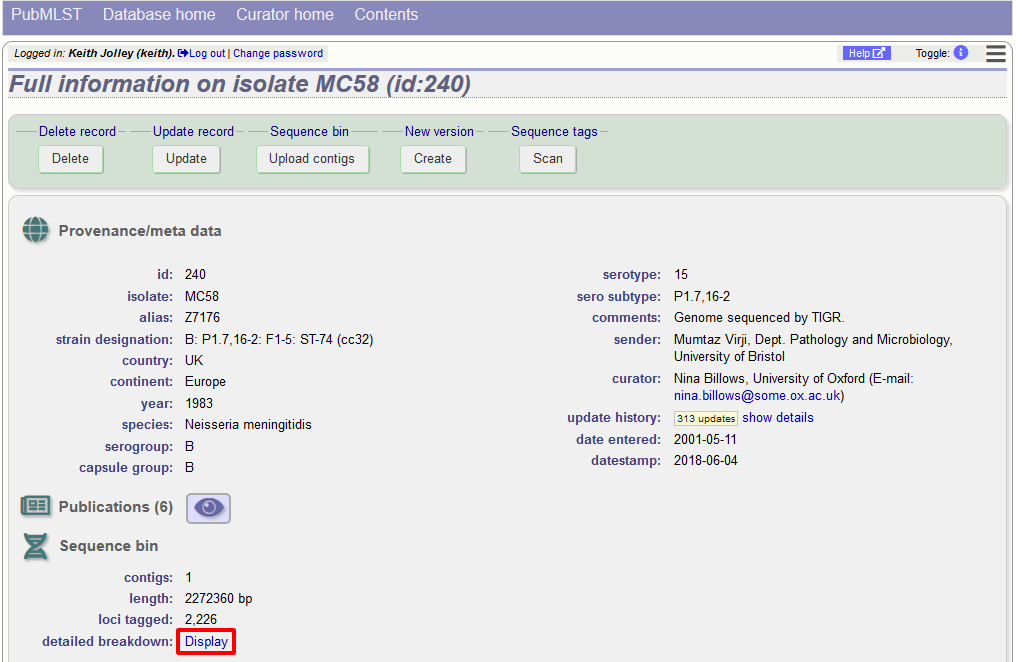 PubMLST Database home Curator home Contents
Logged in: Keith Jolley (keith). Log out | Change password Help Toggle: i
Full information on isolate MC58 (id:240)
Delete record Update record Sequence bin New version Sequence tags
Delete Update Upload contigs Create Scan
Provenance/meta data
id: 240
isolate: MC58
alias: Z7176
strain designation: B: P1.7,16-2: F1-5: ST-74 (cc32)
country: UK
continent: Europe
year: 1983
species: Neisseria meningitidis
serogroup: B
capsule group: B
serotype: 15
sero subtype: P1.7,16-2
comments: Genome sequenced by TIGR.
sender: Mumtaz Virji, Dept. Pathology and Microbiology,
University of Bristol
curator: Nina Billows, University of Oxford (E-mail:
nina.billows@some.ox.ac.uk)
update history: 313 updates show details
date entered: 2001-05-11
datestamp: 2018-06-04
Publications (6)
Sequence bin
contigs: 1
length: 2272360 bp
loci tagged: 2,226
detailed breakdown: Display